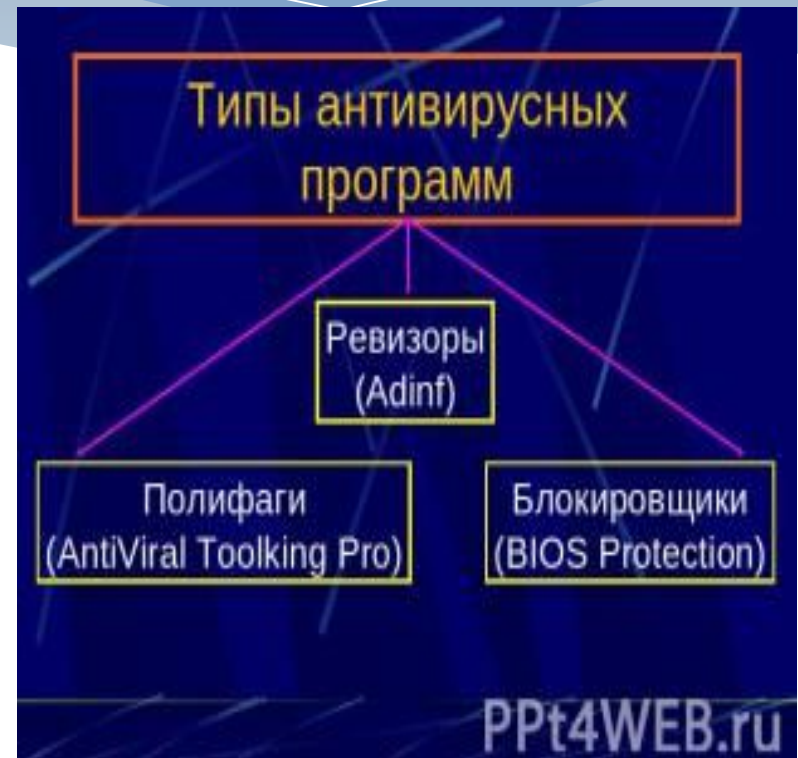 Типы антивирусных
программ
Ревизоры
(Adinf)
Полифаги
(AntiViral Toolking Pro)
Блокировщики
(BIOS Protection)
PPt4WEB.ru